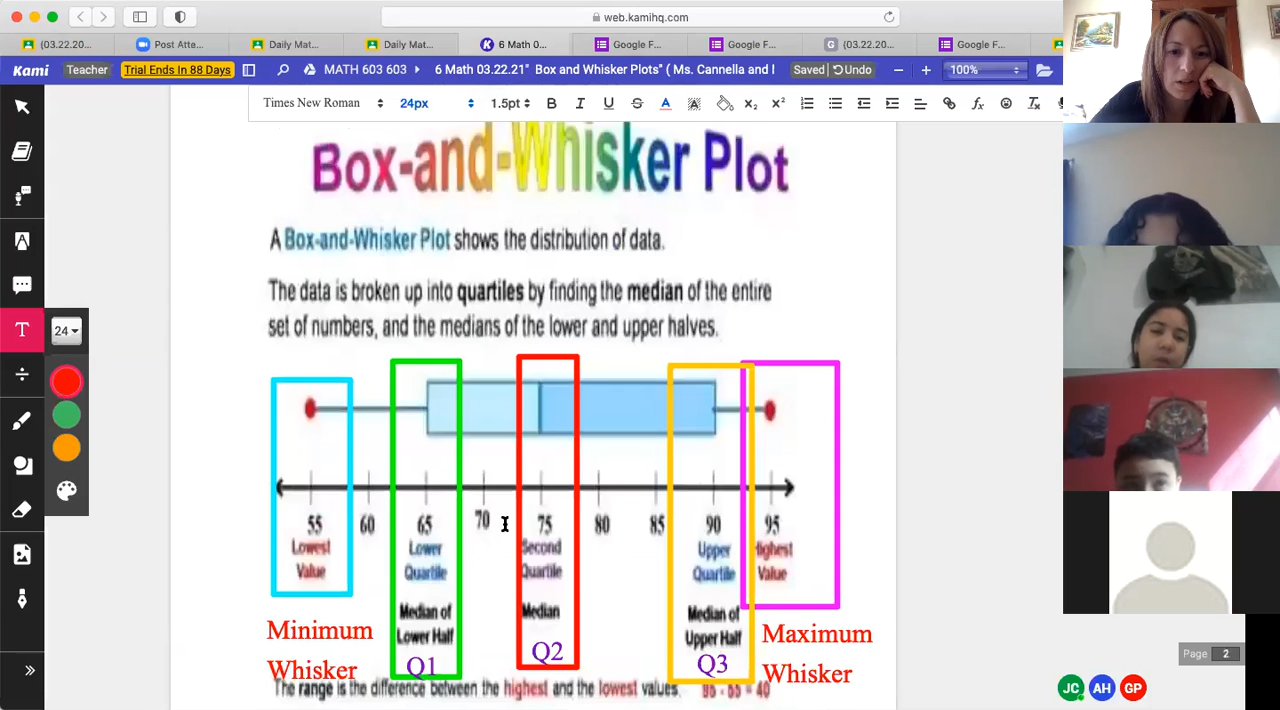 web.kamihq.com
(03.22.20...
Post Atte...
Daily Mat...
Daily Mat...
6 Math 0...
Google F...
Google F...
(03.22.20...
Google F...
Kami
Teacher
Trial Ends In 88 Days
MATH 603 603
6 Math 03.22.21" Box and Whisker Plots" ( Ms. Cannella and
Saved
Undo
100%
Times New Roman
24px
1.5pt
Box-and-Whisker Plot
A Box-and-Whisker Plot shows the distribution of data.
The data is broken up into quartiles by finding the median of the entire
set of numbers, and the medians of the lower and upper halves.
24
55 60 65 70 75 80 85 90 95
Lowest Value
Lower Quartile
Second Quartile
Upper Quartile
Highest Value
Median of Lower Half
Median
Median of Upper Half
Minimum Whisker
Q1
Q2
Q3
Maximum Whisker
The range is the difference between the highest and the lowest values. 95 - 55 = 40
Page 2
JC AH GP